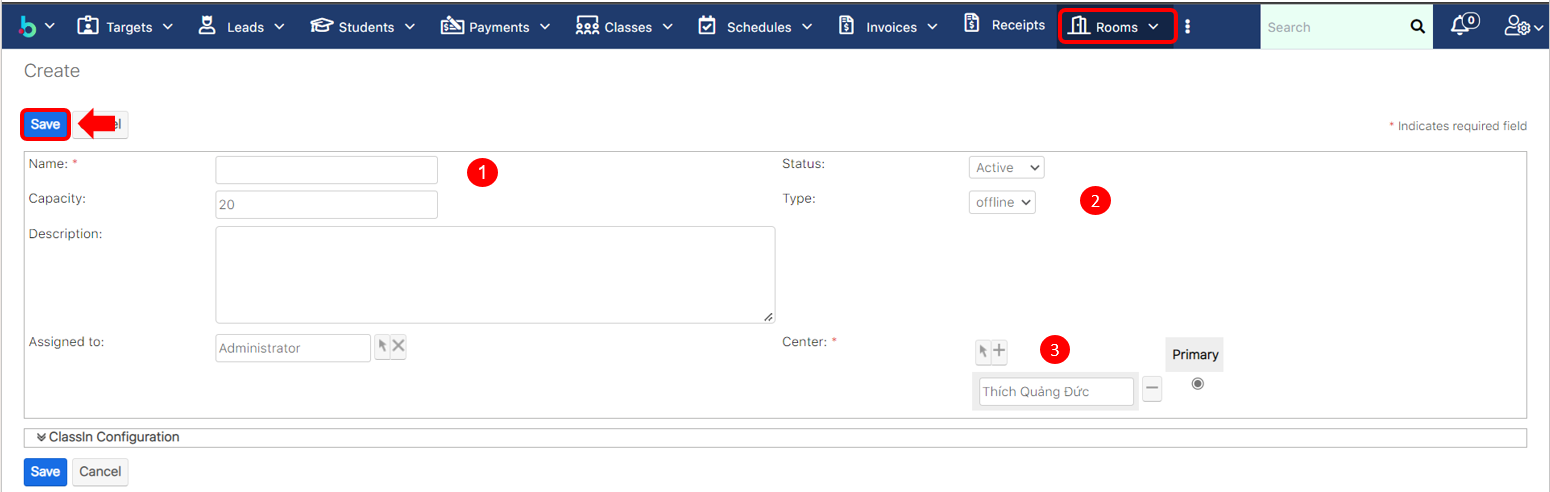 Targets Leads Students Payments Classes Schedules Invoices Receipts Rooms Search 0
Create
Save
* Indicates required field
Name: * 1 Status: Active
Capacity: 20 Type: offline 2
Description:
Assigned to: Administrator Center: * 3 Primary
Thích Quảng Đức
ClassIn Configuration
Save Cancel